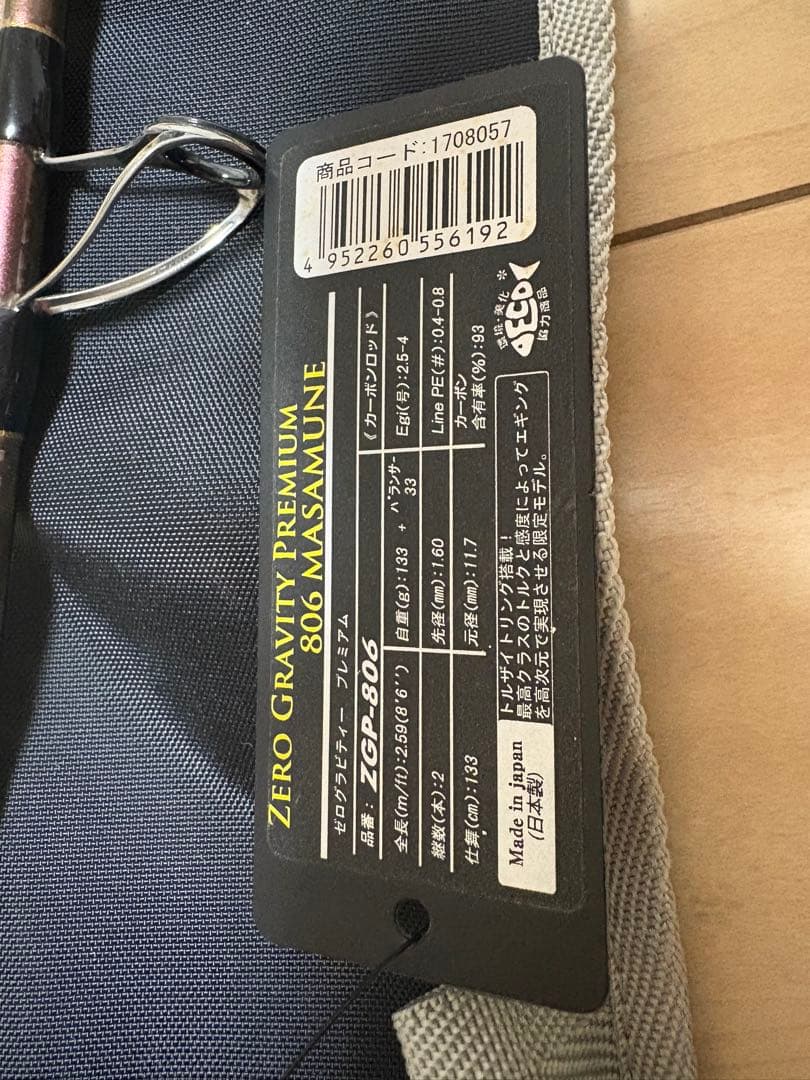 ZERO GRAVITY PREMIUM
806 MASAMUNE
ゼログラビティー プレミアム
品番: ZGP-806 《カーボンロッド》
全長(m/ft):2.59(8'6'') 自重(g):133 + バランサー33 Egi(号):2.5-4
継数(本):2 先径(mm):1.60 Line PE(#):0.4-0.8
仕舞(cm):133 元径(mm):11.7 カーボン含有率(%):93
Made in japan
(日本製)
トルザイトリング搭載!
最高クラスのトルクと感度によってエギング
を高次元で実現させる限定モデル。
商品コード:1708057
4 952260 556192
環境・美化
ECO
協力商品